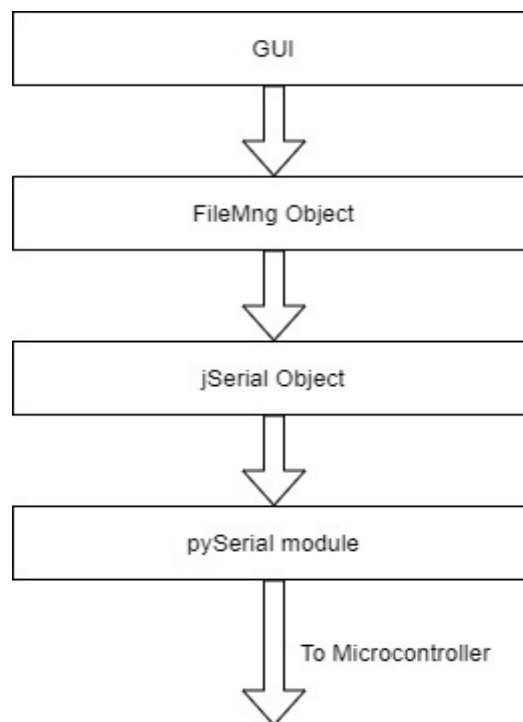 GUI
FileMng Object
jSerial Object
pySerial module
To Microcontroller